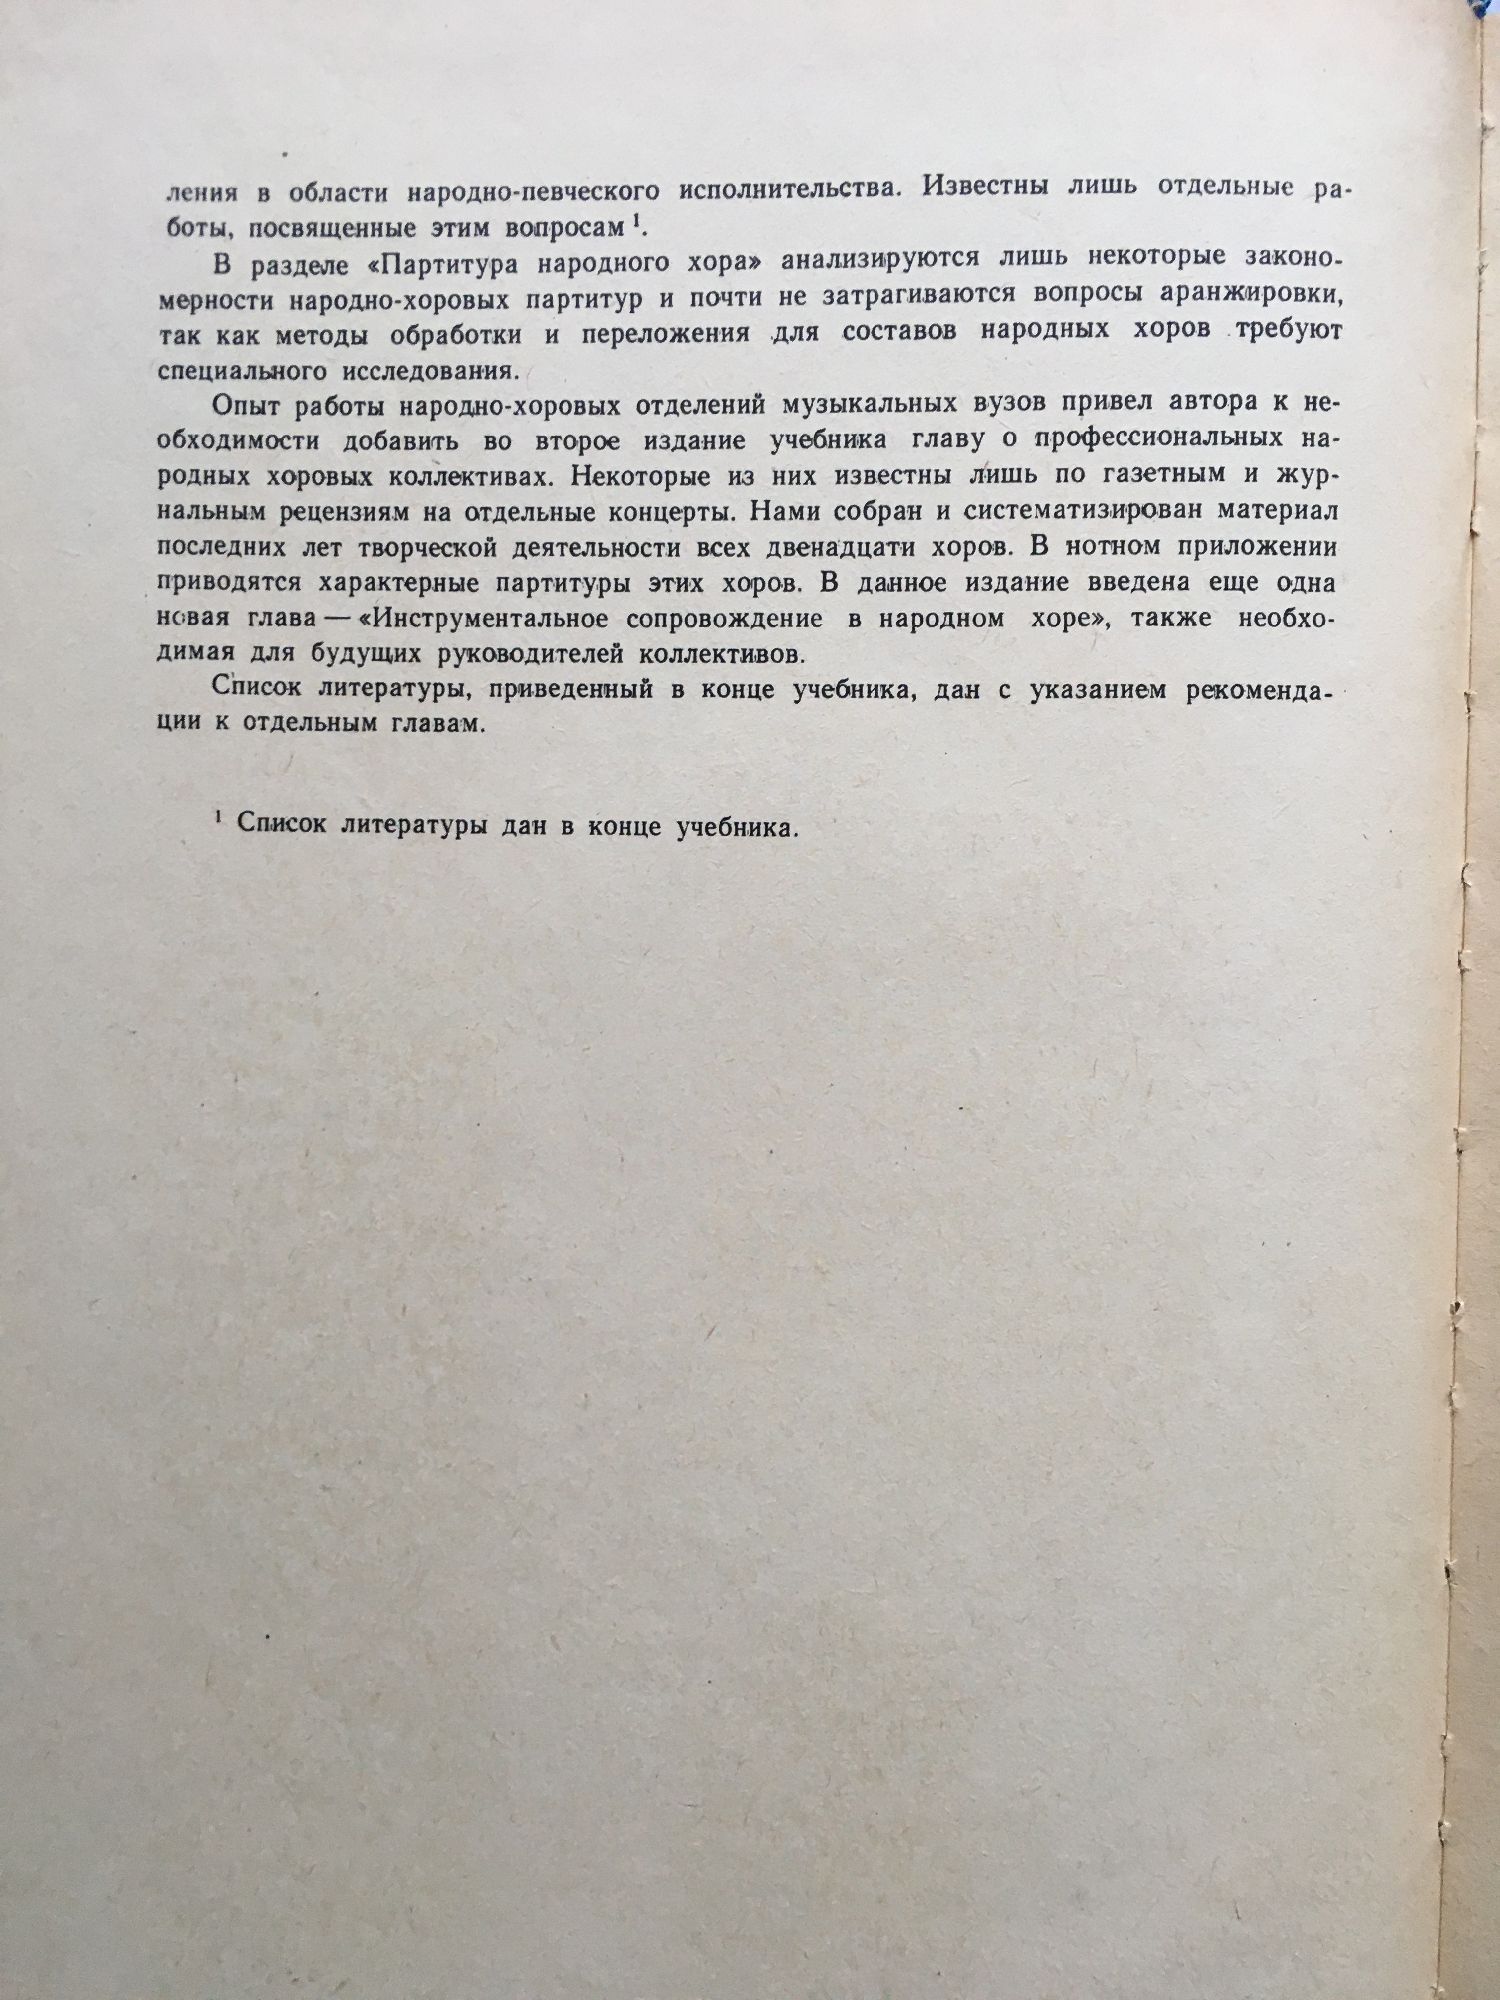 ления в области народно-певческого исполнительства. Известны лишь отдельные ра-
боты, посвященные этим вопросам ¹.
В разделе «Партитура народного хора» анализируются лишь некоторые законо-
мерности народно-хоровых партитур и почти не затрагиваются вопросы аранжировки,
так как методы обработки и переложения для составов народных хоров требуют
специального исследования.
Опыт работы народно-хоровых отделений музыкальных вузов привел автора к не-
обходимости добавить во второе издание учебника главу о профессиональных на-
родных хоровых коллективах. Некоторые из них известны лишь по газетным и жур-
нальным рецензиям на отдельные концерты. Нами собран и систематизирован материал
последних лет творческой деятельности всех двенадцати хоров. В нотном приложении
приводятся характерные партитуры этих хоров. В данное издание введена еще одна
новая глава — «Инструментальное сопровождение в народном хоре», также необхо-
димая для будущих руководителей коллективов.
Список литературы, приведенный в конце учебника, дан с указанием рекоменда-
ции к отдельным главам.
¹ Список литературы дан в конце учебника.